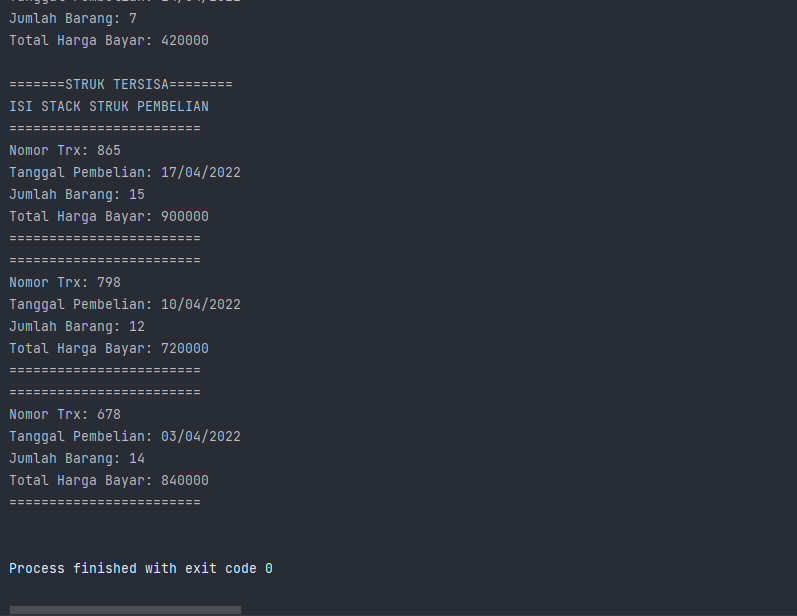 Jumlah Barang: 7
Total Harga Bayar: 420000
=======STRUK TERSISA========
ISI STACK STRUK PEMBELIAN
========================
Nomor Trx: 865
Tanggal Pembelian: 17/04/2022
Jumlah Barang: 15
Total Harga Bayar: 900000
========================
========================
Nomor Trx: 798
Tanggal Pembelian: 10/04/2022
Jumlah Barang: 12
Total Harga Bayar: 720000
========================
========================
Nomor Trx: 678
Tanggal Pembelian: 03/04/2022
Jumlah Barang: 14
Total Harga Bayar: 840000
========================
Process finished with exit code 0